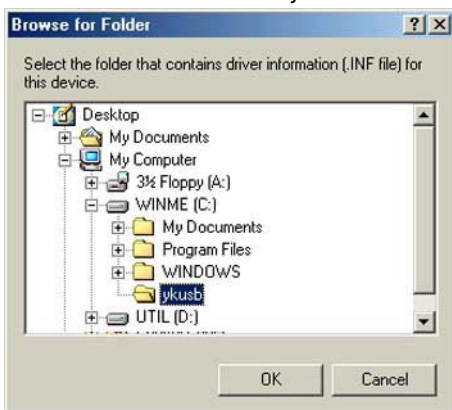 Browse for Folder
Select the folder that contains driver information (.INF file) for
this device.
Desktop
My Documents
My Computer
3½ Floppy (A:)
WINME (C:)
My Documents
Program Files
WINDOWS
ykusb
UTIL (D:)
OK Cancel